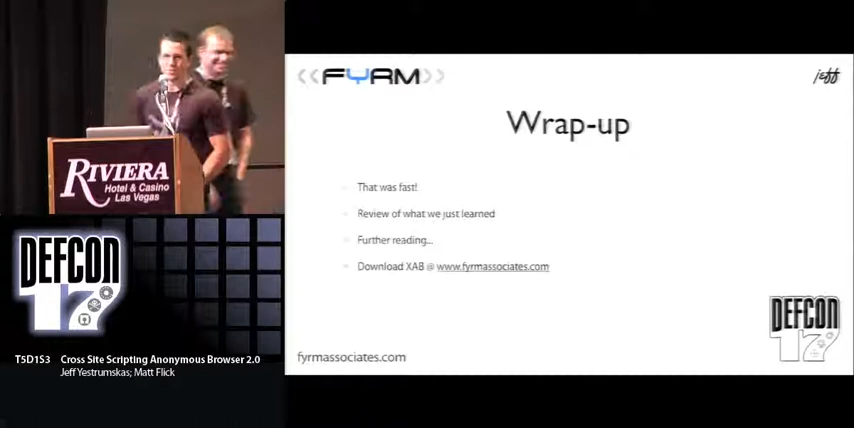 RIVIERA
Hotel & Casino
Las Vegas
DEFCON
17
T5D1S3 Cross Site Scripting Anonymous Browser 2.0
Jeff Yestrumskas; Matt Flick
((FYRM))
jeff
Wrap-up
That was fast!
Review of what we just learned
Further reading...
Download XAB @ www.fyrmassociates.com
DEFCON
17
fyrmassociates.com